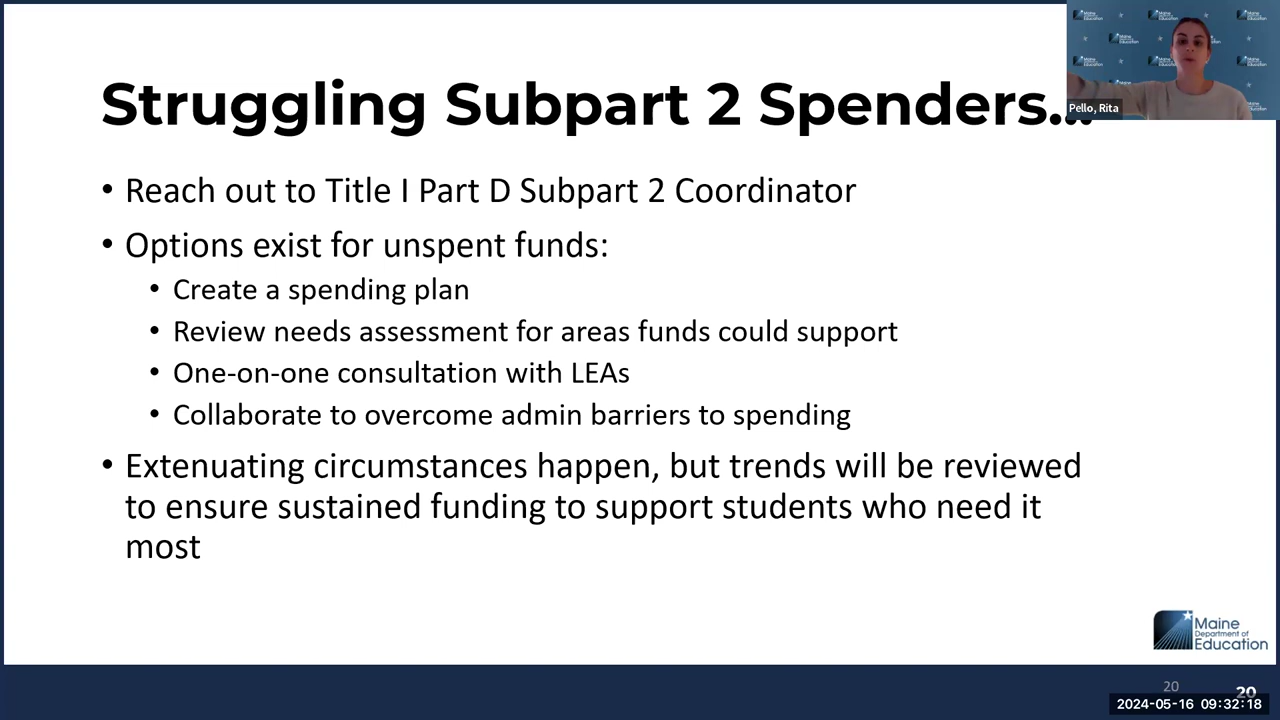 Struggling Subpart 2 Spenders...
Pello, Rita
• Reach out to Title I Part D Subpart 2 Coordinator
• Options exist for unspent funds:
• Create a spending plan
• Review needs assessment for areas funds could support
• One-on-one consultation with LEAs
• Collaborate to overcome admin barriers to spending
• Extenuating circumstances happen, but trends will be reviewed
to ensure sustained funding to support students who need it
most
Maine
Department of
Education
20
20
2024-05-16 09:32:18